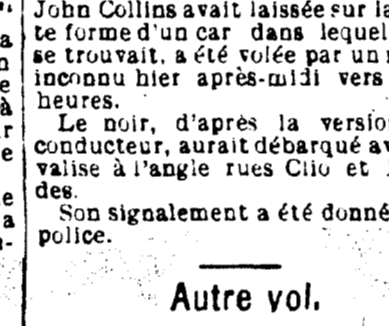 John Collins avait laissée sur la
te forme d'un car dans lequel
se trouvait, a été volée par un
inconnu hier après-midi vers
heures.
Le noir, d'après la versio
conducteur, aurait débarqué av
valise à l'angle rues Clio et
des.
Son signalement a été donné
police.
Autre vol.